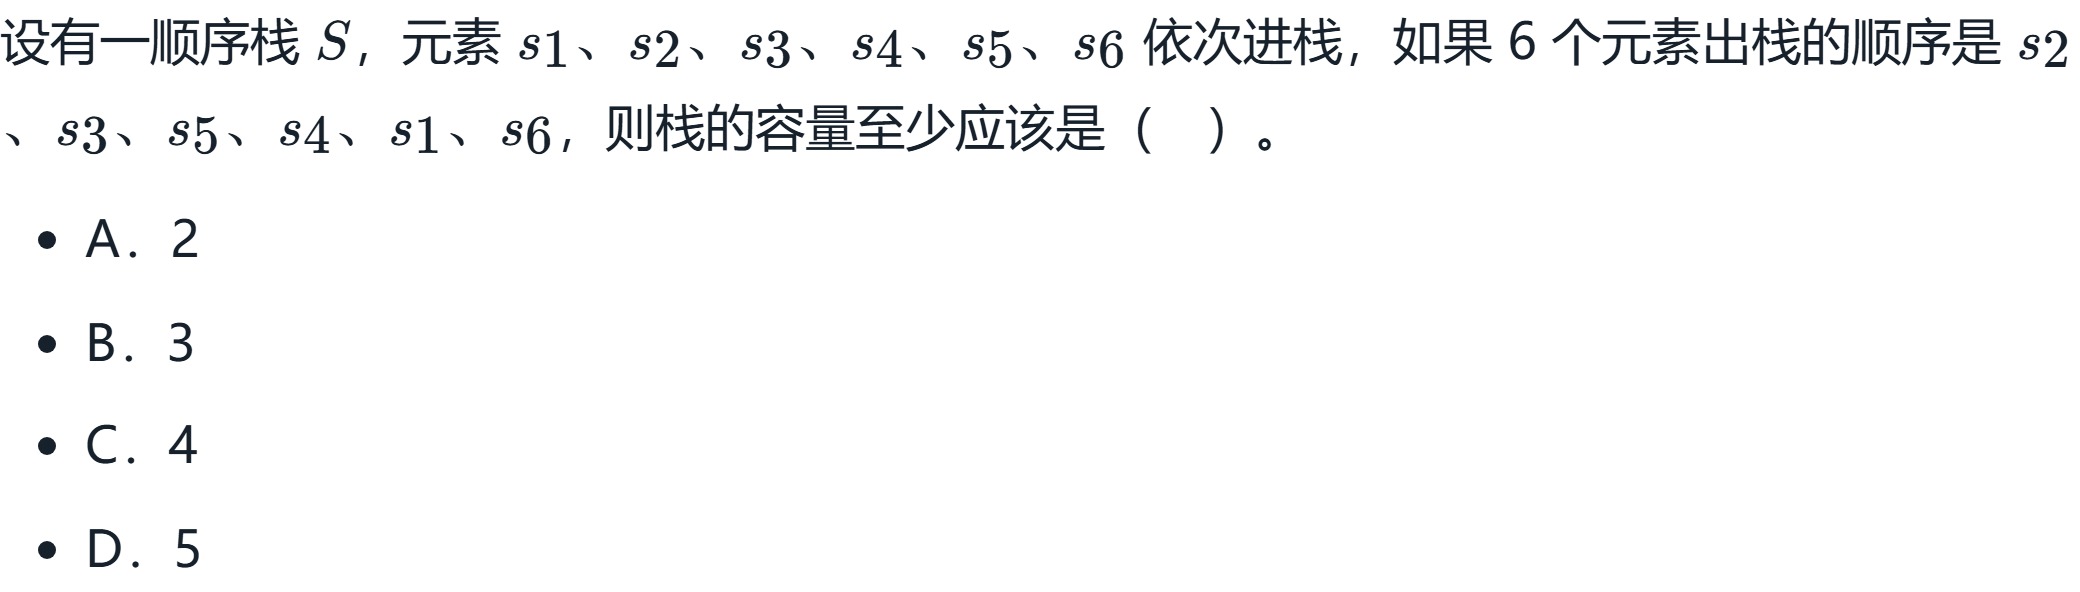 设有一顺序栈 S，元素 s1、s2、s3、s4、s5、s6 依次进栈，如果 6 个元素出栈的顺序是 s2
、s3、s5、s4、s1、s6，则栈的容量至少应该是（　）。
• A. 2
• B. 3
• C. 4
• D. 5